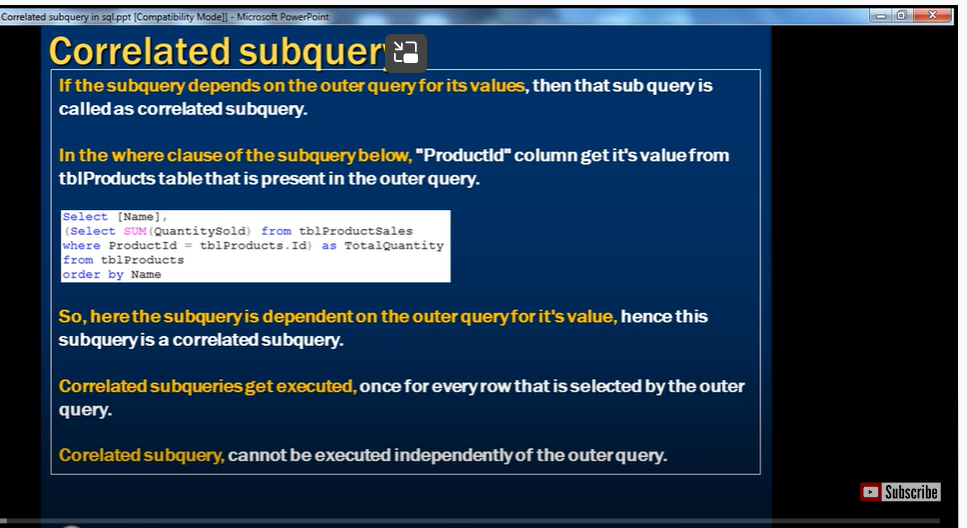 Correlated subquery in sql.ppt [Compatibility Mode]] - Microsoft PowerPoint
Correlated subquery
If the subquery depends on the outer query for its values, then that sub query is
called as correlated subquery.
In the where clause of the subquery below, "ProductId" column get it's value from
tblProducts table that is present in the outer query.
Select [Name],
(Select SUM(QuantitySold) from tblProductSales
where ProductId = tblProducts.Id) as TotalQuantity
from tblProducts
order by Name
So, here the subquery is dependent on the outer query for it's value, hence this
subquery is a correlated subquery.
Correlated subqueries get executed, once for every row that is selected by the outer
query.
Corelated subquery, cannot be executed independently of the outer query.
Subscribe